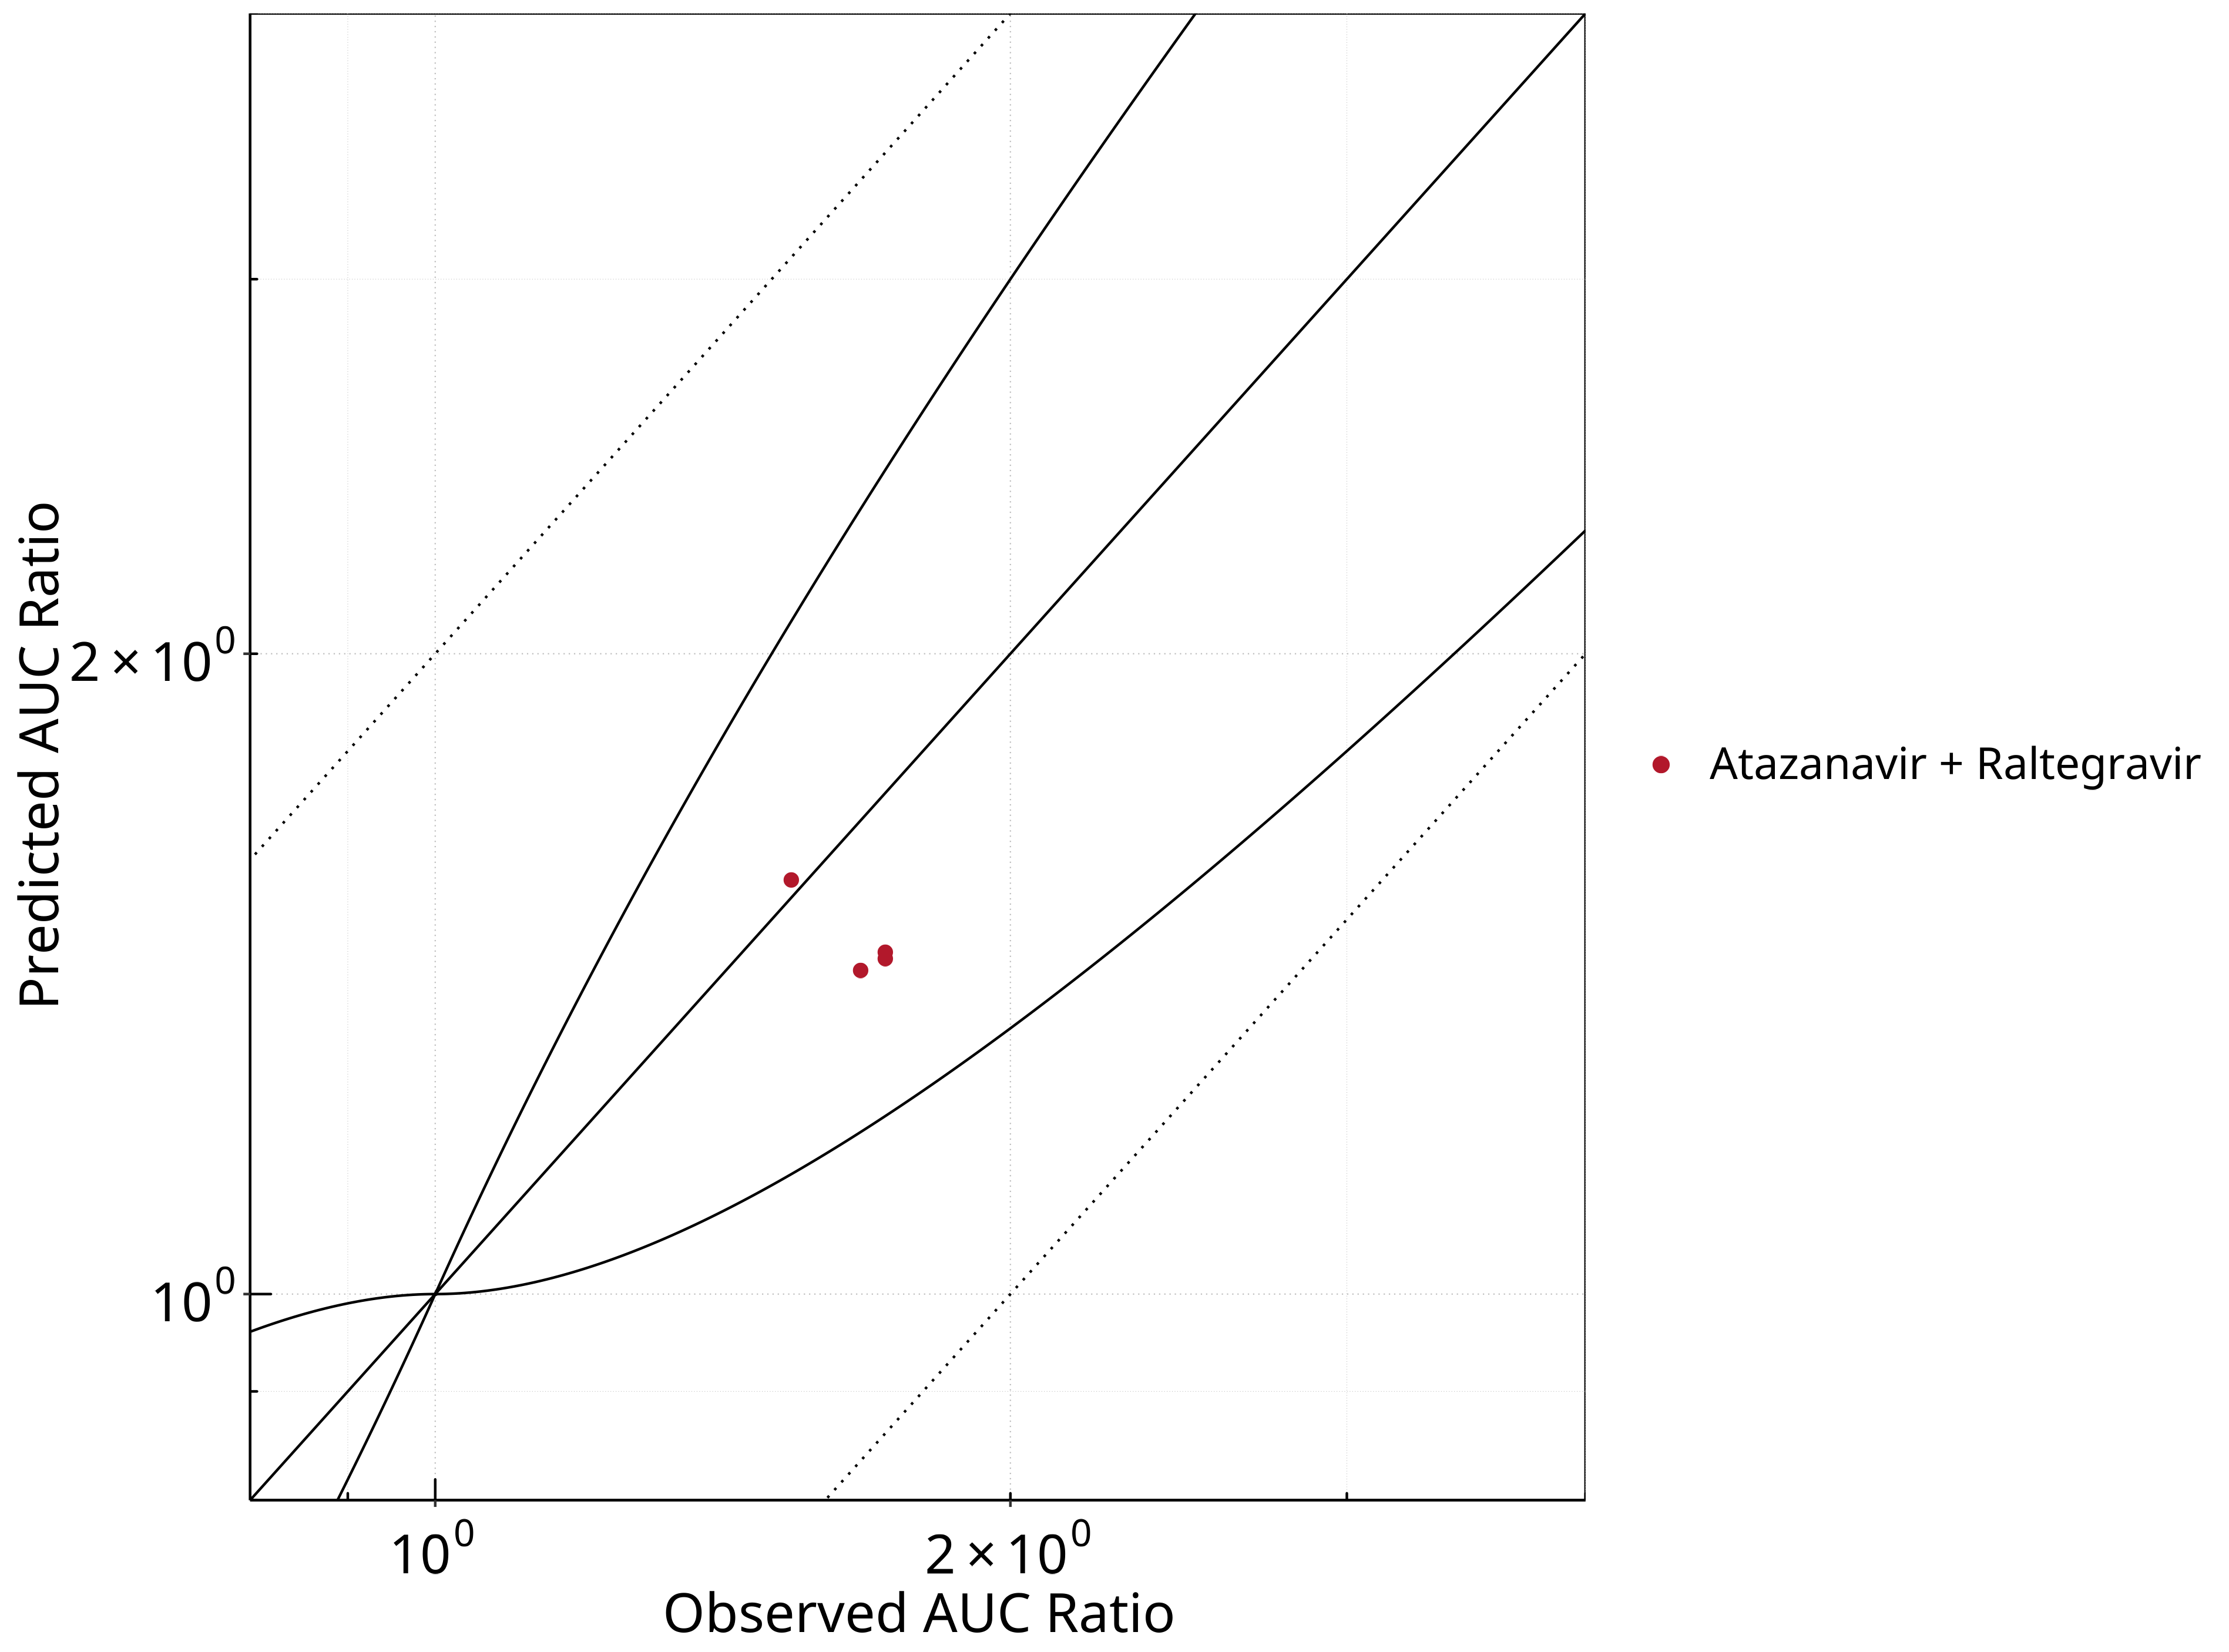 Predicted AUC Ratio
2 × 10⁰
10⁰
10⁰
2 × 10⁰
Observed AUC Ratio
Atazanavir + Raltegravir